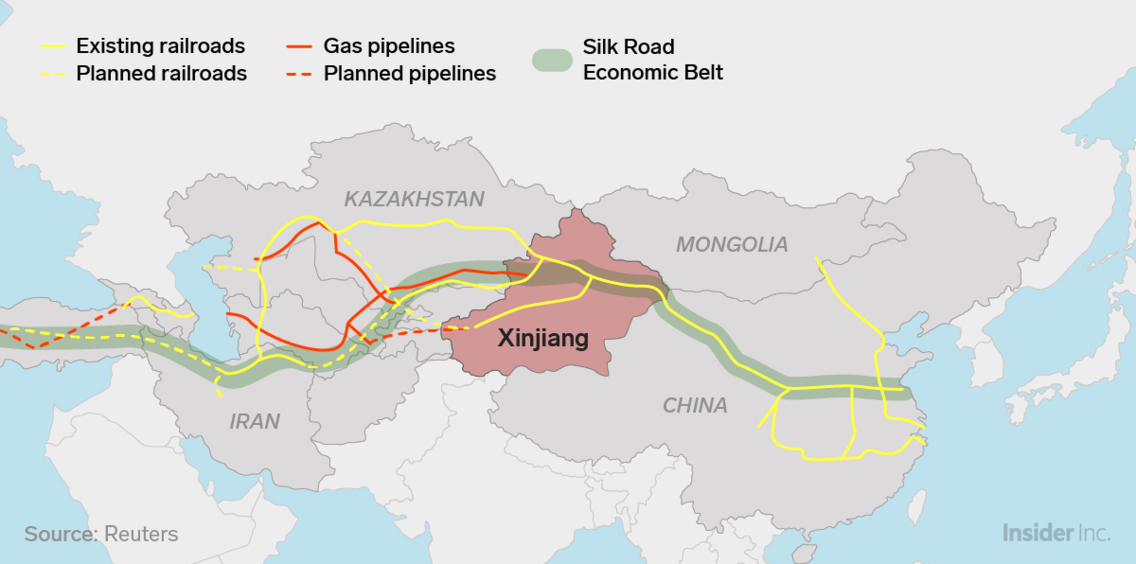 Existing railroads
Planned railroads
Gas pipelines
Planned pipelines
Silk Road
Economic Belt
KAZAKHSTAN
MONGOLIA
Xinjiang
CHINA
IRAN
Source: Reuters
Insider Inc.